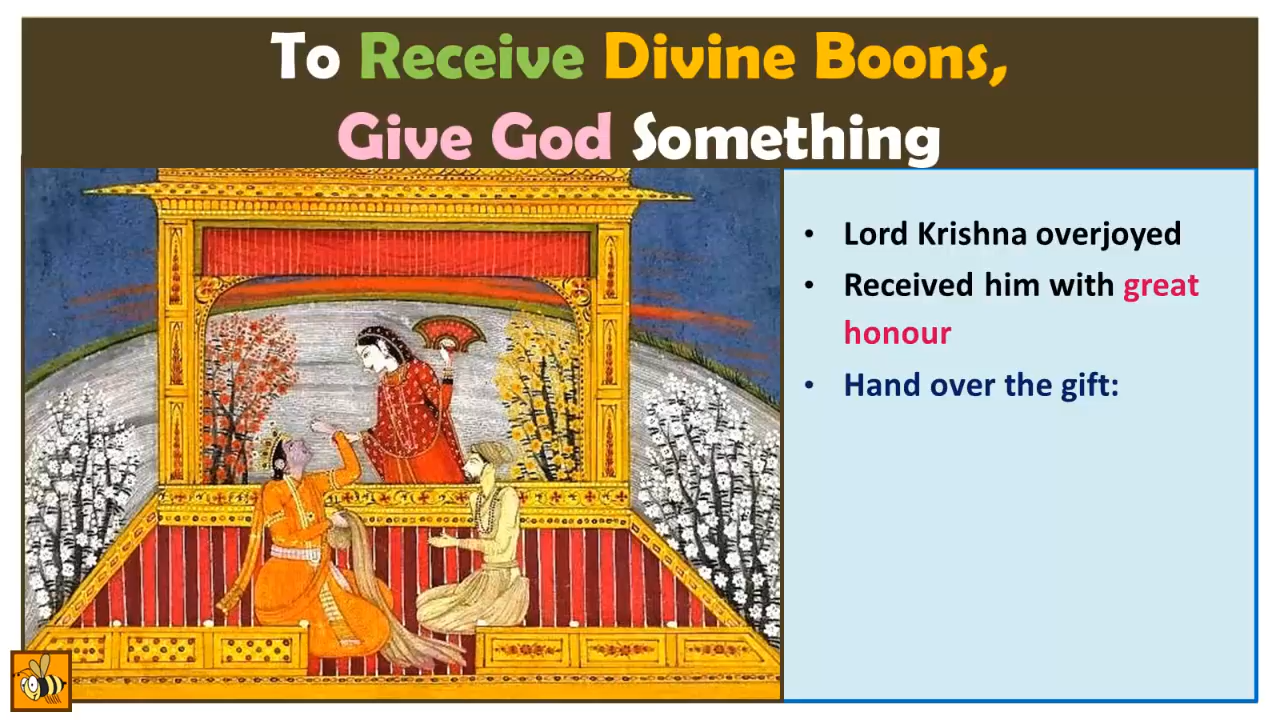 To Receive Divine Boons,
Give God Something
• Lord Krishna overjoyed
• Received him with great
honour
• Hand over the gift: